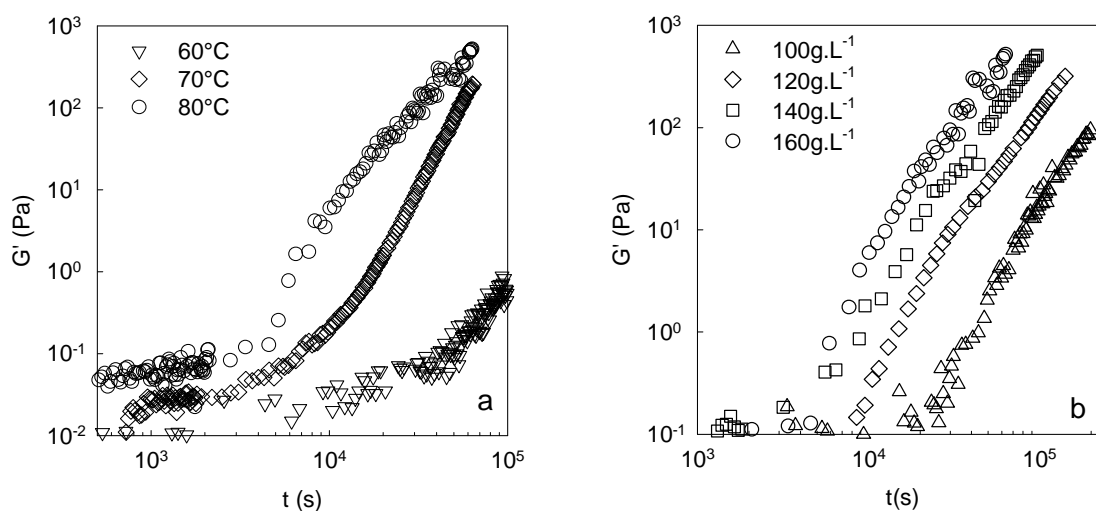 G' (Pa)
10³
10²
10¹
10⁰
10⁻¹
10⁻²
60°C
70°C
80°C
a
10³
10⁴
10⁵
t (s)
G' (Pa)
10³
10²
10¹
10⁰
10⁻¹
100g.L⁻¹
120g.L⁻¹
140g.L⁻¹
160g.L⁻¹
b
10³
10⁴
10⁵
t(s)